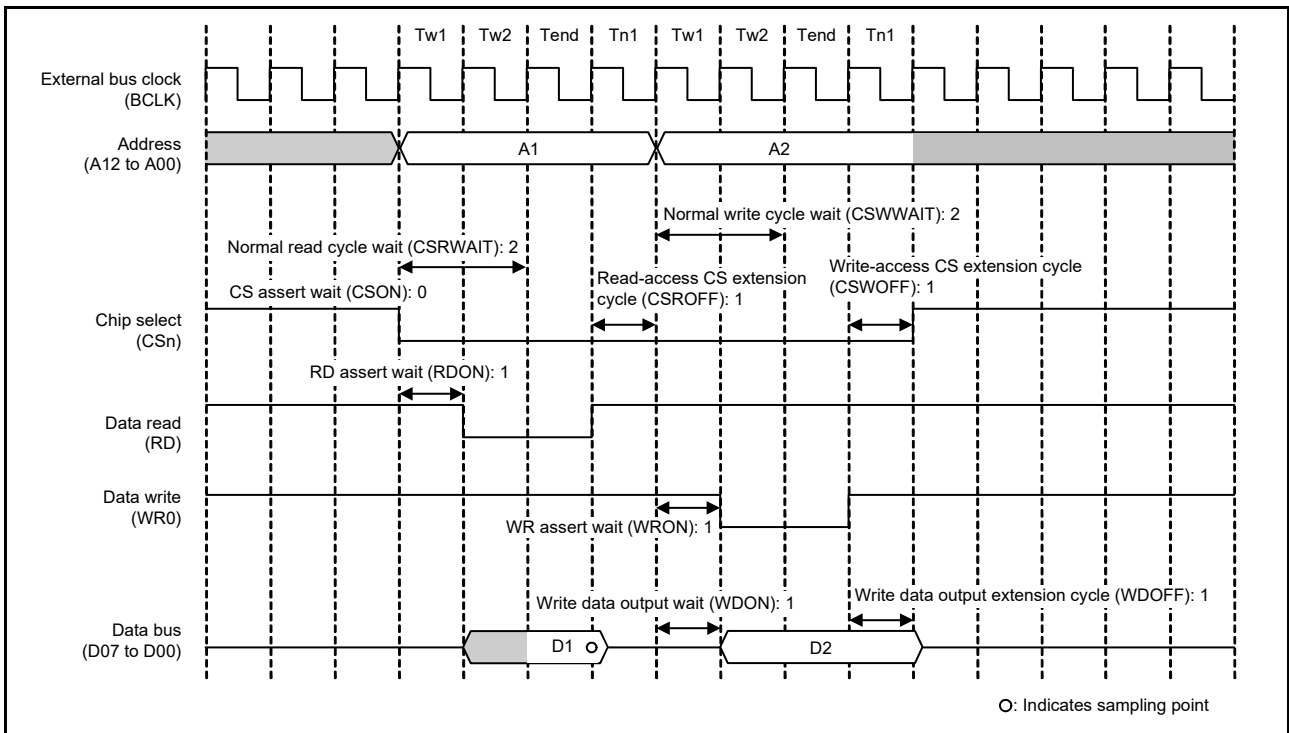 Tw1 Tw2 Tend Tn1 Tw1 Tw2 Tend Tn1
External bus clock
(BCLK)
Address
(A12 to A00)
A1 A2
Normal write cycle wait (CSWWAIT): 2
Normal read cycle wait (CSRWAIT): 2
Read-access CS extension
cycle (CSROFF): 1
Write-access CS extension cycle
(CSWOFF): 1
CS assert wait (CSON): 0
Chip select
(CSn)
RD assert wait (RDON): 1
Data read
(RD)
Data write
(WR0)
WR assert wait (WRON): 1
Write data output wait (WDON): 1
Write data output extension cycle (WDOFF): 1
Data bus
(D07 to D00)
D1 D2
O: Indicates sampling point